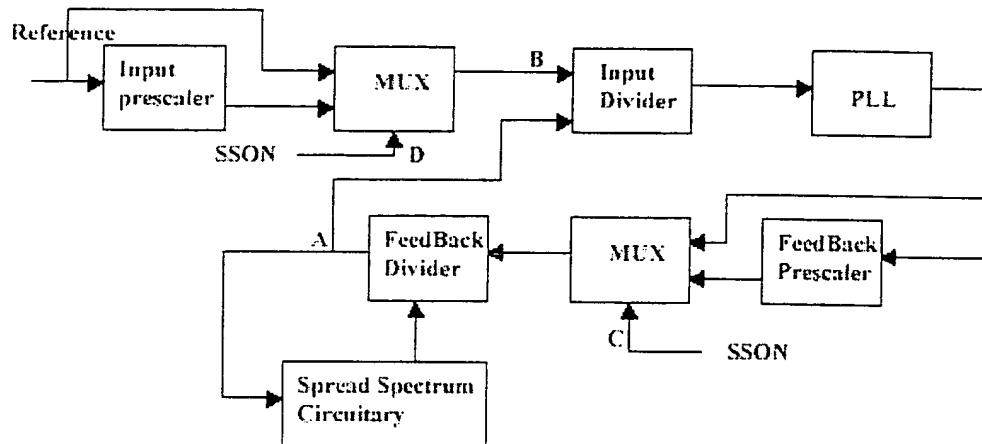 Reference
Input
prescaler
MUX
B
Input
Divider
PLL
SSON
D
A
FeedBack
Divider
MUX
FeedBack
Prescaler
C
SSON
Spread Spectrum
Circuitary